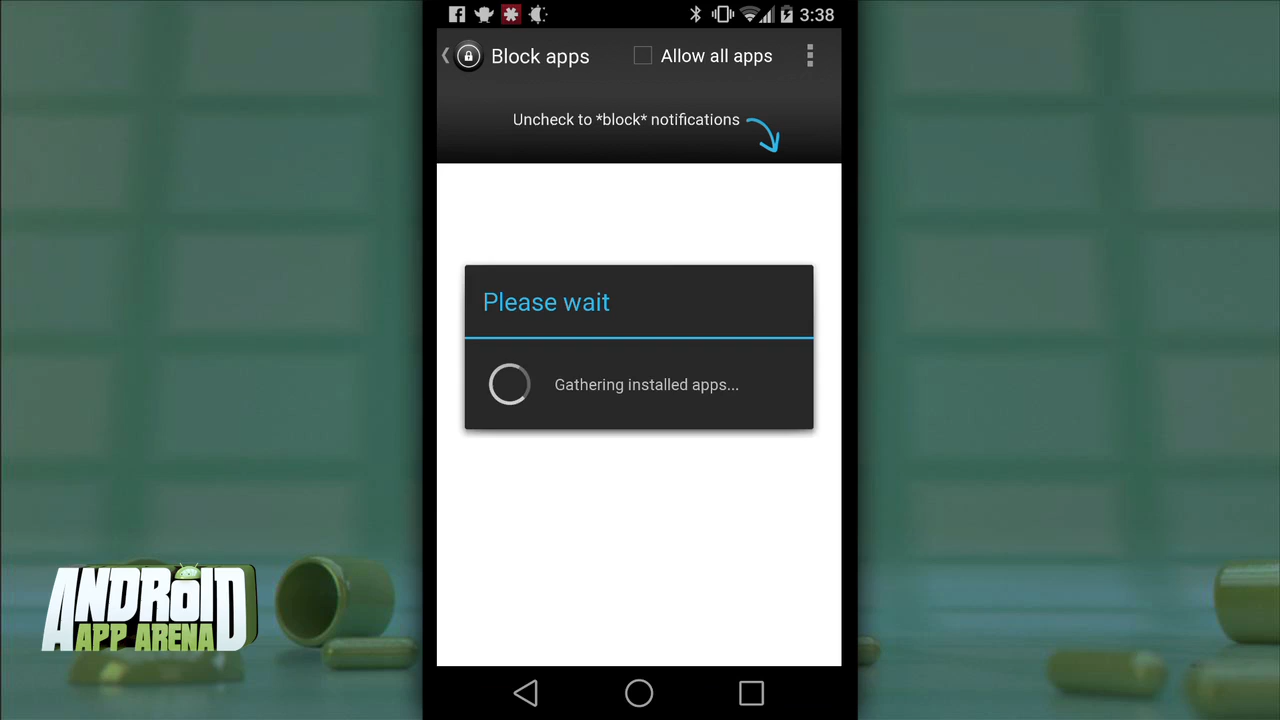 3:38
Block apps
Allow all apps
Uncheck to *block* notifications
Please wait
Gathering installed apps...
ANDROID
APP ARENA